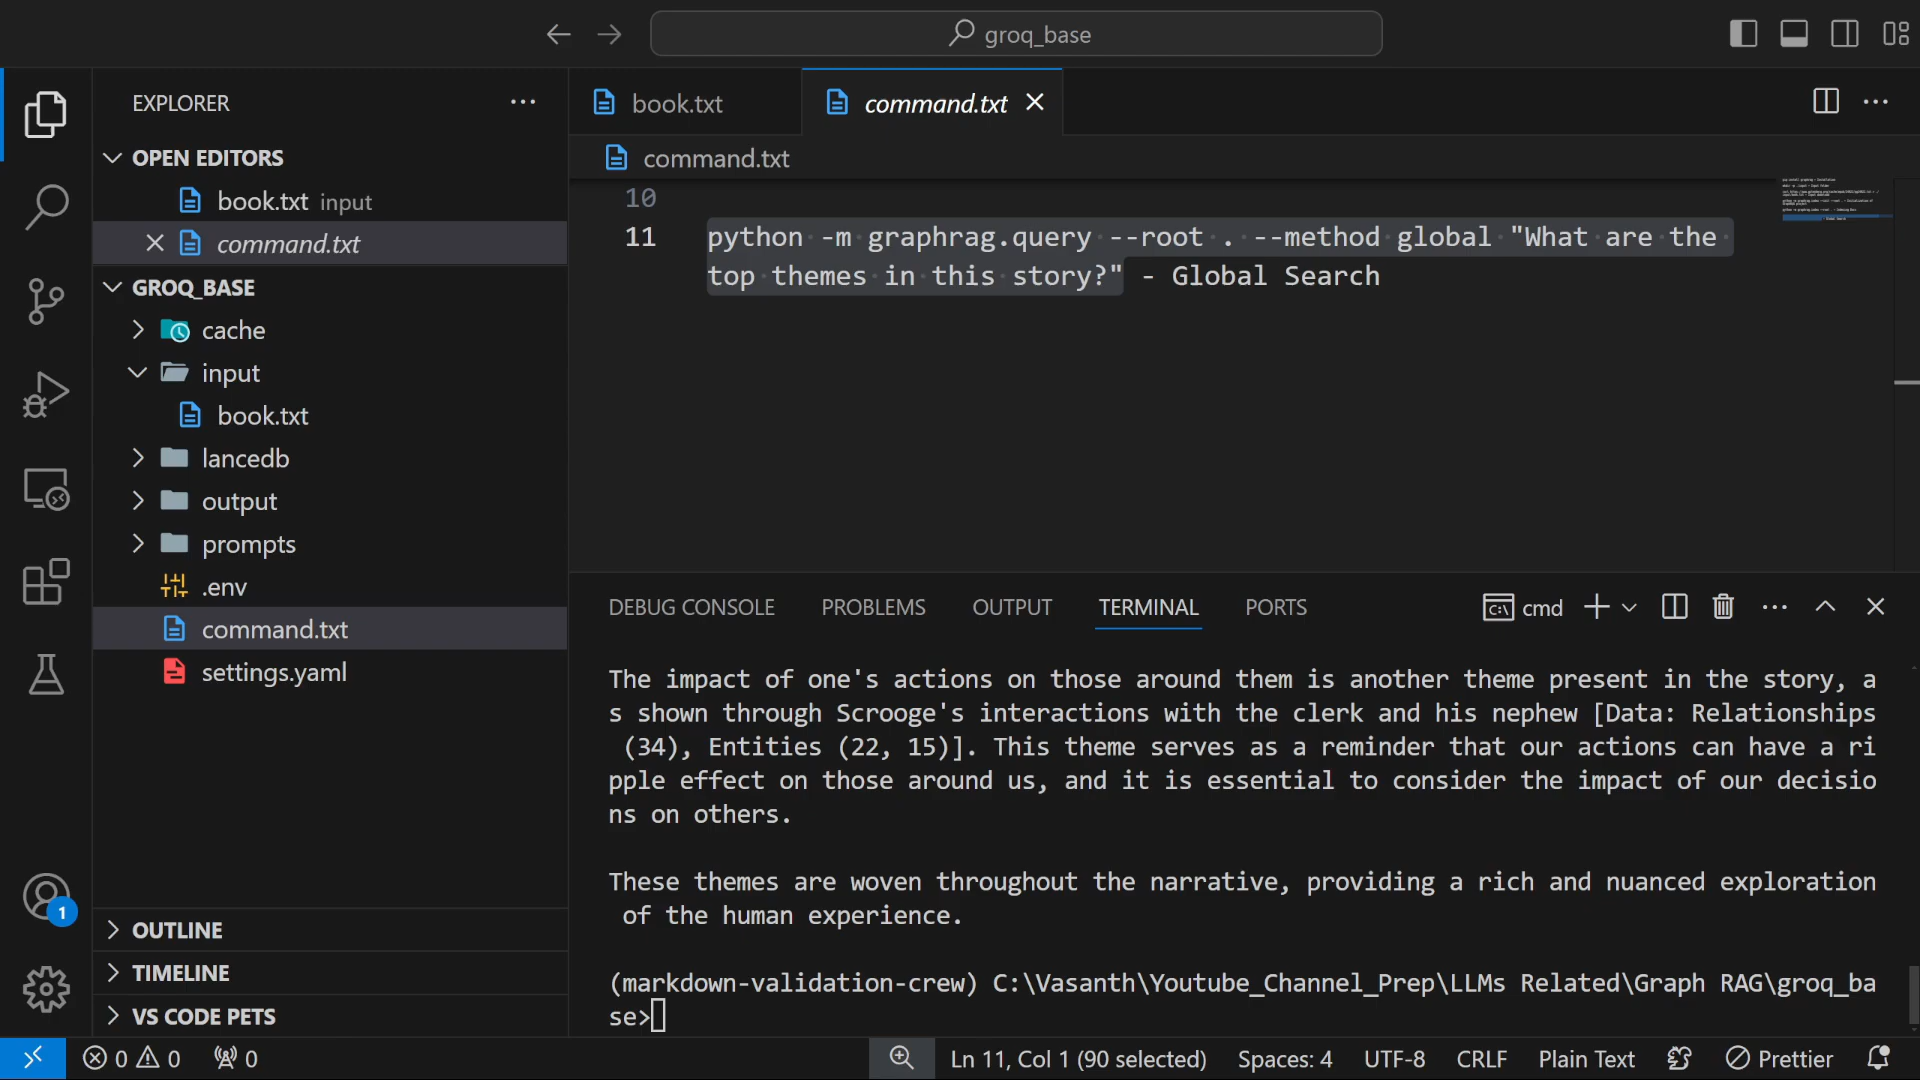 groq_base
EXPLORER
OPEN EDITORS
book.txt input
command.txt
GROQ_BASE
cache
input
book.txt
lancedb
output
prompts
.env
command.txt
settings.yaml
OUTLINE
TIMELINE
VS CODE PETS
1
book.txt
command.txt
command.txt
10
11 python -m graphrag.query --root . --method global "What are the
top themes in this story?" - Global Search
DEBUG CONSOLE PROBLEMS OUTPUT TERMINAL PORTS
cmd
The impact of one's actions on those around them is another theme present in the story, a
s shown through Scrooge's interactions with the clerk and his nephew [Data: Relationships
(34), Entities (22, 15)]. This theme serves as a reminder that our actions can have a ri
pple effect on those around us, and it is essential to consider the impact of our decisio
ns on others.
These themes are woven throughout the narrative, providing a rich and nuanced exploration
of the human experience.
(markdown-validation-crew) C:\Vasanth\Youtube_Channel_Prep\LLMs Related\Graph RAG\groq_ba
se>
0 0 0 Ln 11, Col 1 (90 selected) Spaces: 4 UTF-8 CRLF Plain Text Prettier